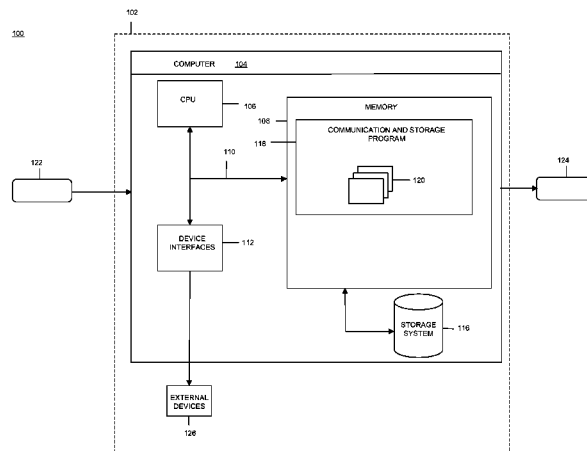 102
100
COMPUTER 104
CPU
106
MEMORY
108
118
COMMUNICATION AND STORAGE
PROGRAM
110
120
122
124
DEVICE
INTERFACES
112
STORAGE
SYSTEM
116
EXTERNAL
DEVICES
126